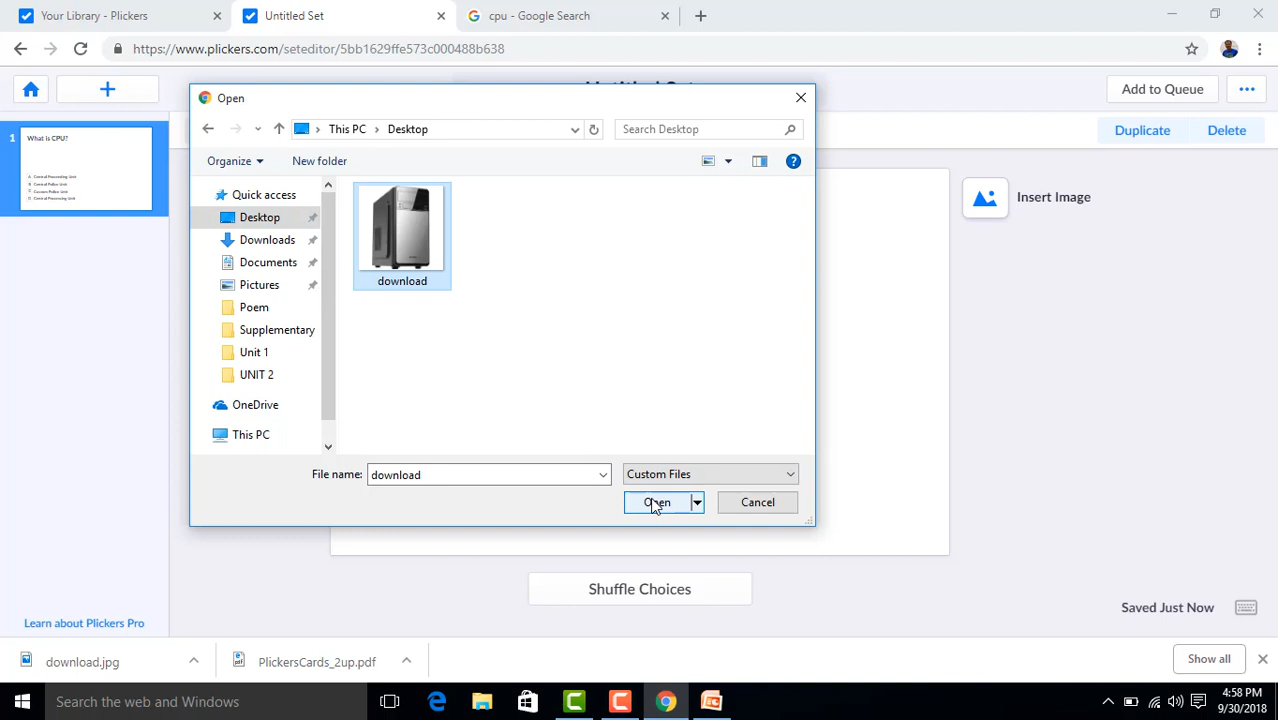 Your Library - Plickers
Untitled Set
cpu - Google Search
https://www.plickers.com/seteditor/5bb1629ffe573c000488b638
Add to Queue
Duplicate
Delete
1
What is CPU?
Insert Image
Open
This PC
Desktop
Search Desktop
Organize
New folder
Quick access
Desktop
Downloads
Documents
Pictures
Poem
Supplementary
Unit 1
UNIT 2
OneDrive
This PC
download
File name:
download
Custom Files
Open
Cancel
Shuffle Choices
Saved Just Now
Learn about Plickers Pro
download.jpg
PlickersCards_2up.pdf
Show all
Search the web and Windows
4:58 PM
9/30/2018